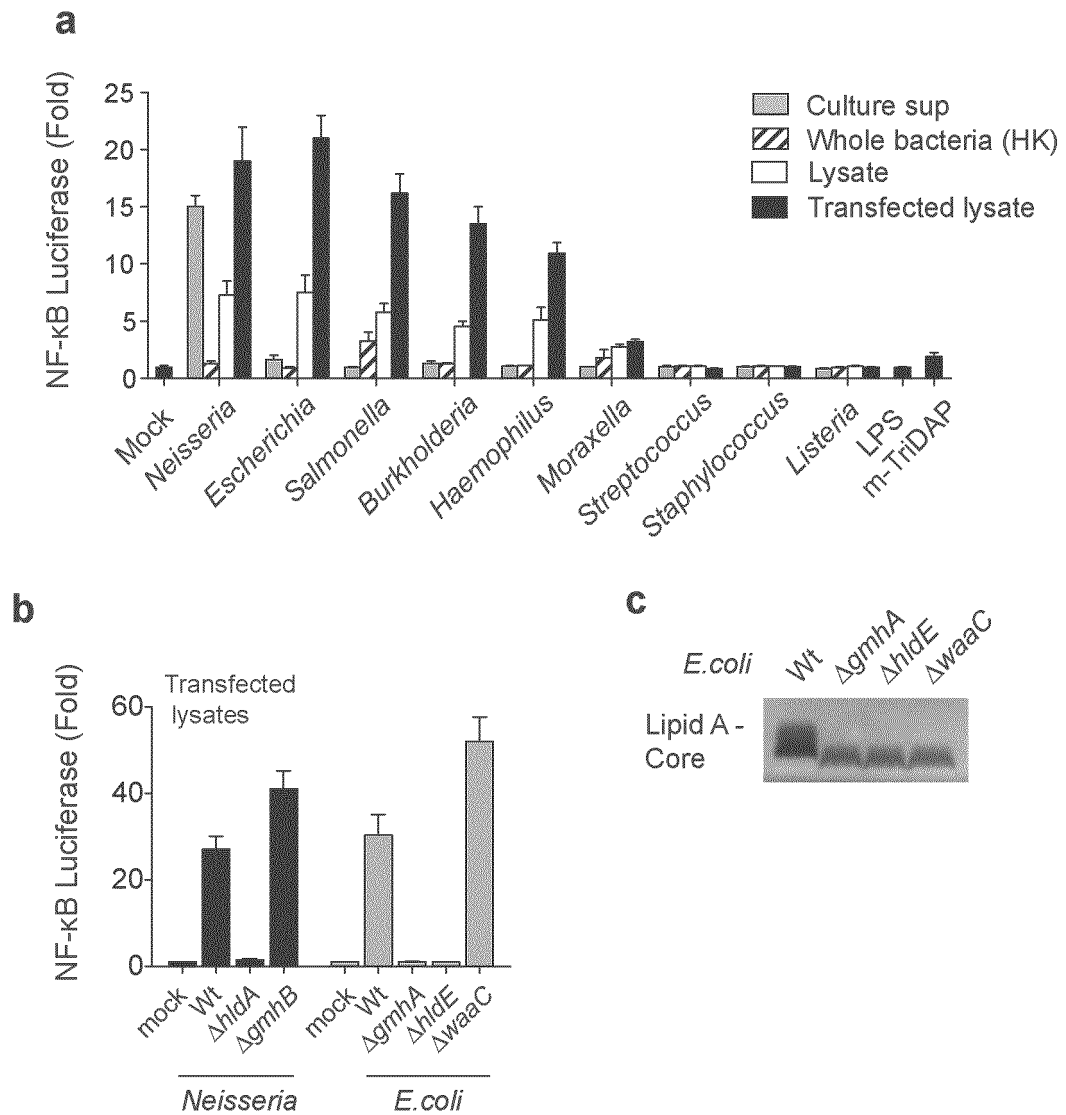 a
NF-κB Luciferase (Fold)
25
20
15
10
5
0
Culture sup
Whole bacteria (HK)
Lysate
Transfected lysate
Mock
Neisseria
Escherichia
Salmonella
Burkholderia
Haemophilus
Moraxella
Streptococcus
Staphylococcus
Listeria
LPS
m-TriDAP
b
NF-κB Luciferase (Fold)
Transfected
lysates
60
40
20
0
mock
Wt
ΔhldA
ΔgmhB
mock
Wt
ΔgmhA
ΔhldE
ΔwaaC
Neisseria
E.coli
c
E.coli
Wt
ΔgmhA
ΔhldE
ΔwaaC
Lipid A -
Core